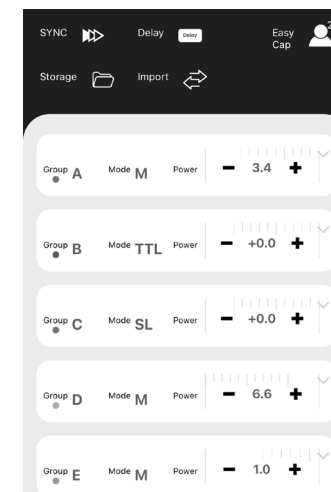 SYNC Delay Delay Easy Cap 2
Storage Import
Group A Mode M Power − 3.4 +
Group B Mode TTL Power − +0.0 +
Group C Mode SL Power − +0.0 +
Group D Mode M Power − 6.6 +
Group E Mode M Power − 1.0 +